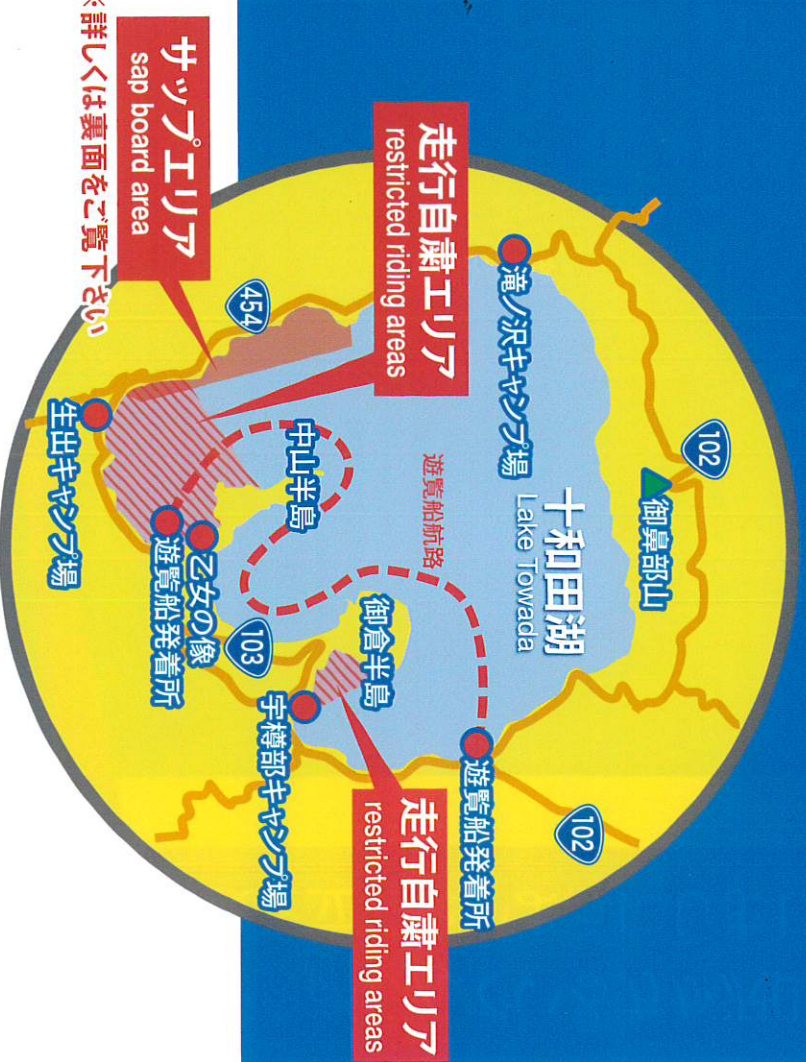 102
御鼻部山
102
滝ノ沢キャンプ場
十和田湖
Lake Towada
遊覧船発着所
走行自粛エリア
restricted riding areas
遊覧船航路
454
中山半島
御倉半島
走行自粛エリア
restricted riding areas
サップエリア
sap board area
乙女の像
遊覧船発着所
103
宇樽部キャンプ場
生出キャンプ場
※詳しくは裏面をご覧下さい